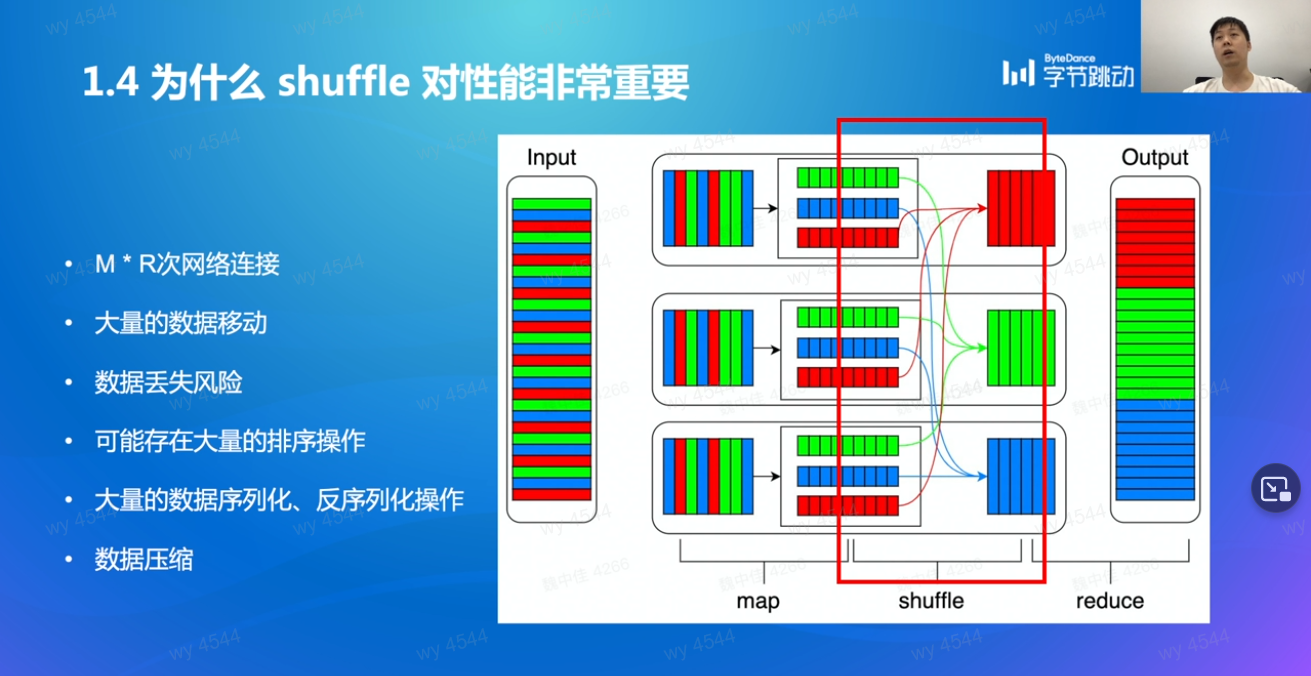 1.4 为什么 shuffle 对性能非常重要
ByteDance
字节跳动
M * R次网络连接
大量的数据移动
数据丢失风险
可能存在大量的排序操作
大量的数据序列化、反序列化操作
数据压缩
Input
Output
map
shuffle
reduce
wy 4544
魏中佳 4266